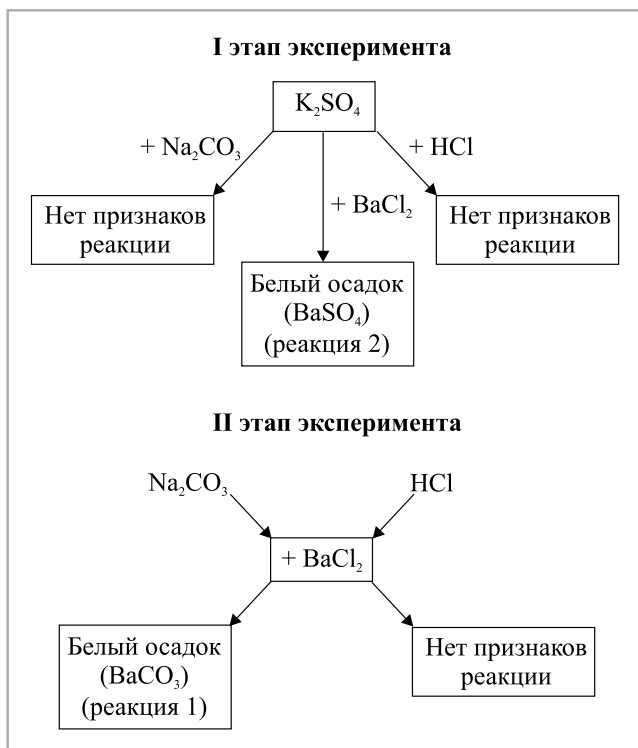 I этап эксперимента
K₂SO₄
+ Na₂CO₃
+ HCl
+ BaCl₂
Нет признаков
реакции
Нет признаков
реакции
Белый осадок
(BaSO₄)
(реакция 2)
II этап эксперимента
Na₂CO₃
HCl
+ BaCl₂
Белый осадок
(BaCO₃)
(реакция 1)
Нет признаков
реакции